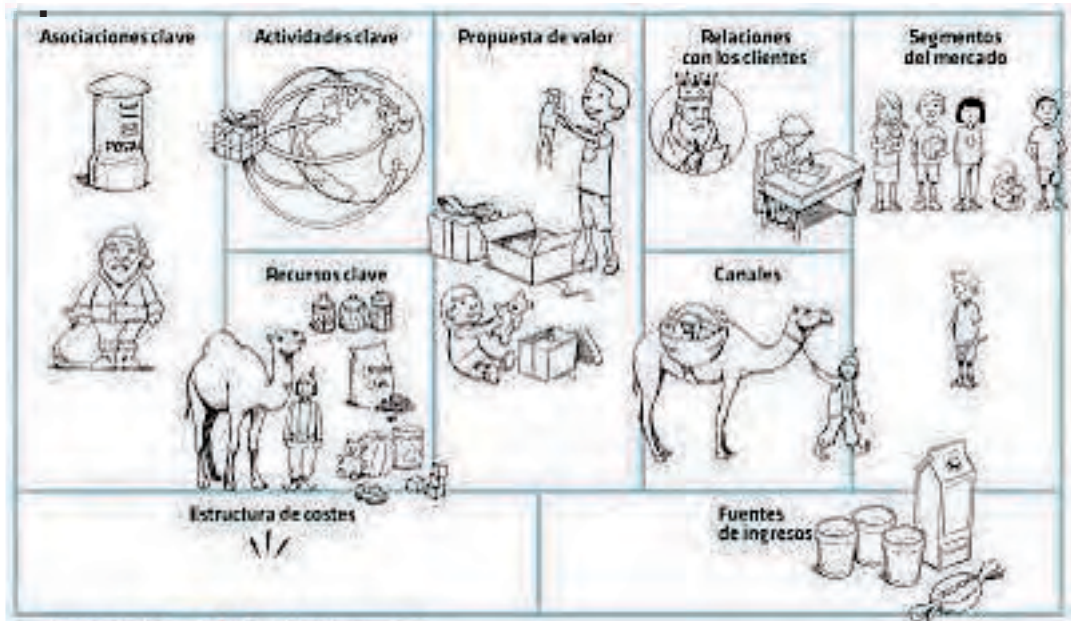 Asociaciones clave
Actividades clave
Propuesta de valor
Relaciones
con los clientes
Segmentos
del mercado
Recursos clave
Canales
Estructura de costes
Fuentes
de ingresos